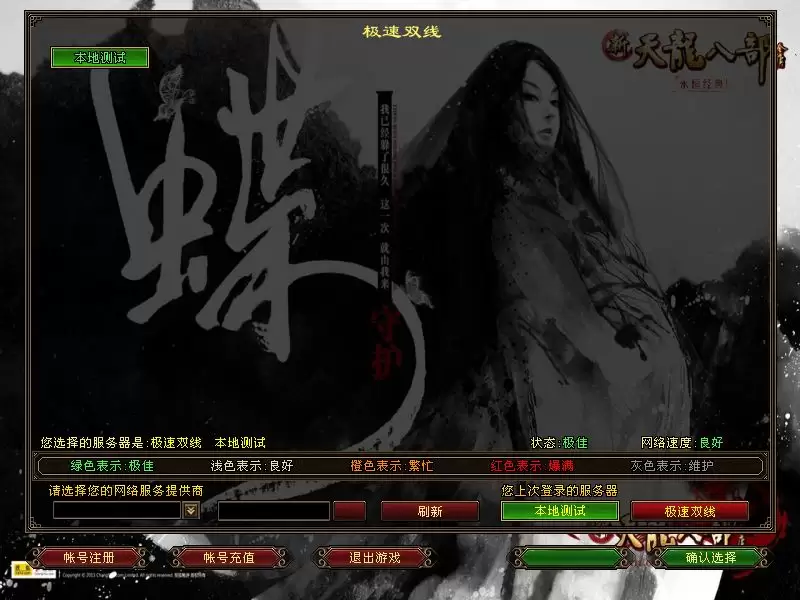 极速双线
本地测试
新天龍八部
永恒经典!
蝶
我已经躲了很久 这一次 就由我来
守护
您选择的服务器是:极速双线 本地测试
状态:极佳
网络速度:良好
绿色表示:极佳 浅色表示:良好 橙色表示:繁忙 红色表示:爆满 灰色表示:维护
请选择您的网络服务提供商
您上次登录的服务器
刷新
本地测试
极速双线
帐号注册
帐号充值
退出游戏
确认选择